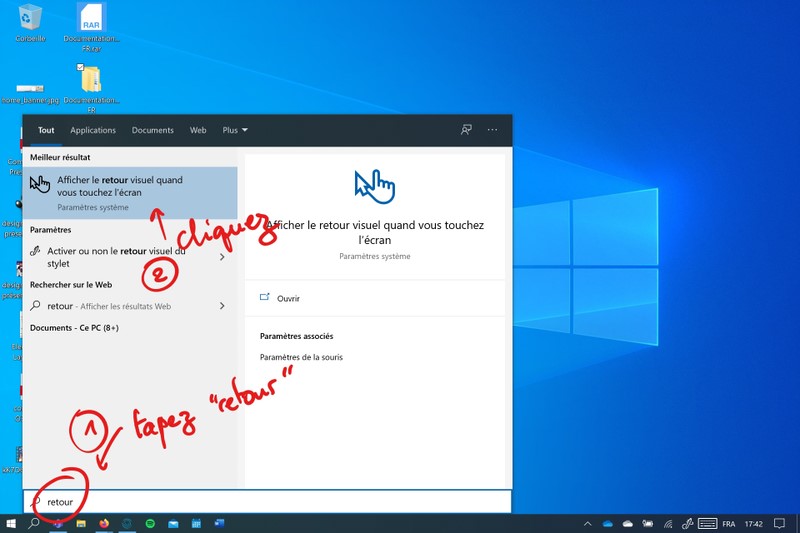 Corbeille
RAR
Documentation...
FR.rar
home_banner.jpg
Documentation...
FR
Tout
Applications
Documents
Web
Plus
Meilleur résultat
Afficher le retour visuel quand
vous touchez l'écran
Paramètres système
Paramètres
Activer ou non le retour visuel du
stylet
Rechercher sur le Web
retour - Afficher les résultats Web
Documents - Ce PC (8+)
Afficher le retour visuel quand vous touchez
l'écran
Paramètres système
Ouvrir
Paramètres associés
Paramètres de la souris
cliquez
2
1
tapez "retour"
retour
FRA
17:42